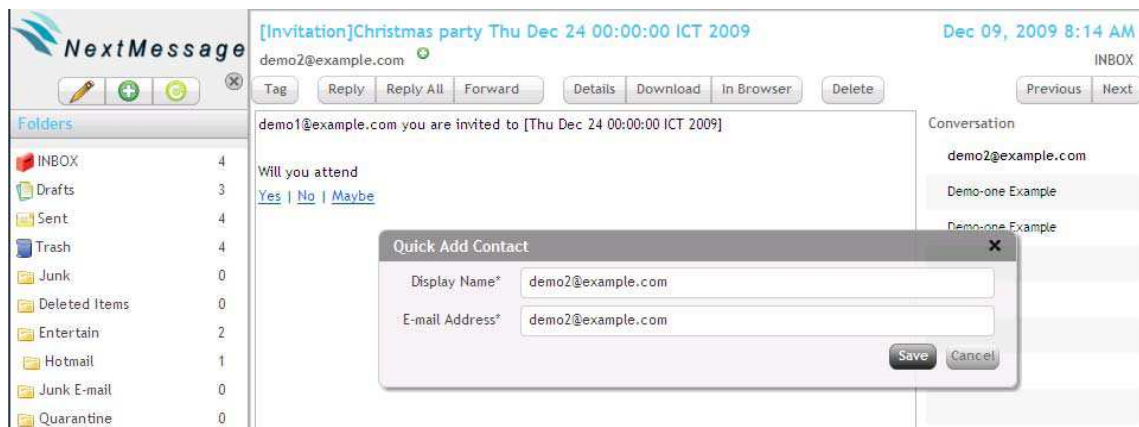 NextMessage
[Invitation]Christmas party Thu Dec 24 00:00:00 ICT 2009
Dec 09, 2009 8:14 AM
demo2@example.com
INBOX
Tag
Reply
Reply All
Forward
Details
Download
In Browser
Delete
Previous
Next
Folders
INBOX 4
Drafts 3
Sent 4
Trash 4
Junk 0
Deleted Items 0
Entertain 2
Hotmail 1
Junk E-mail 0
Quarantine 0
demo1@example.com you are invited to [Thu Dec 24 00:00:00 ICT 2009]
Will you attend
Yes | No | Maybe
Conversation
demo2@example.com
Demo-one Example
Demo-one Example
Quick Add Contact
Display Name* demo2@example.com
E-mail Address* demo2@example.com
Save
Cancel